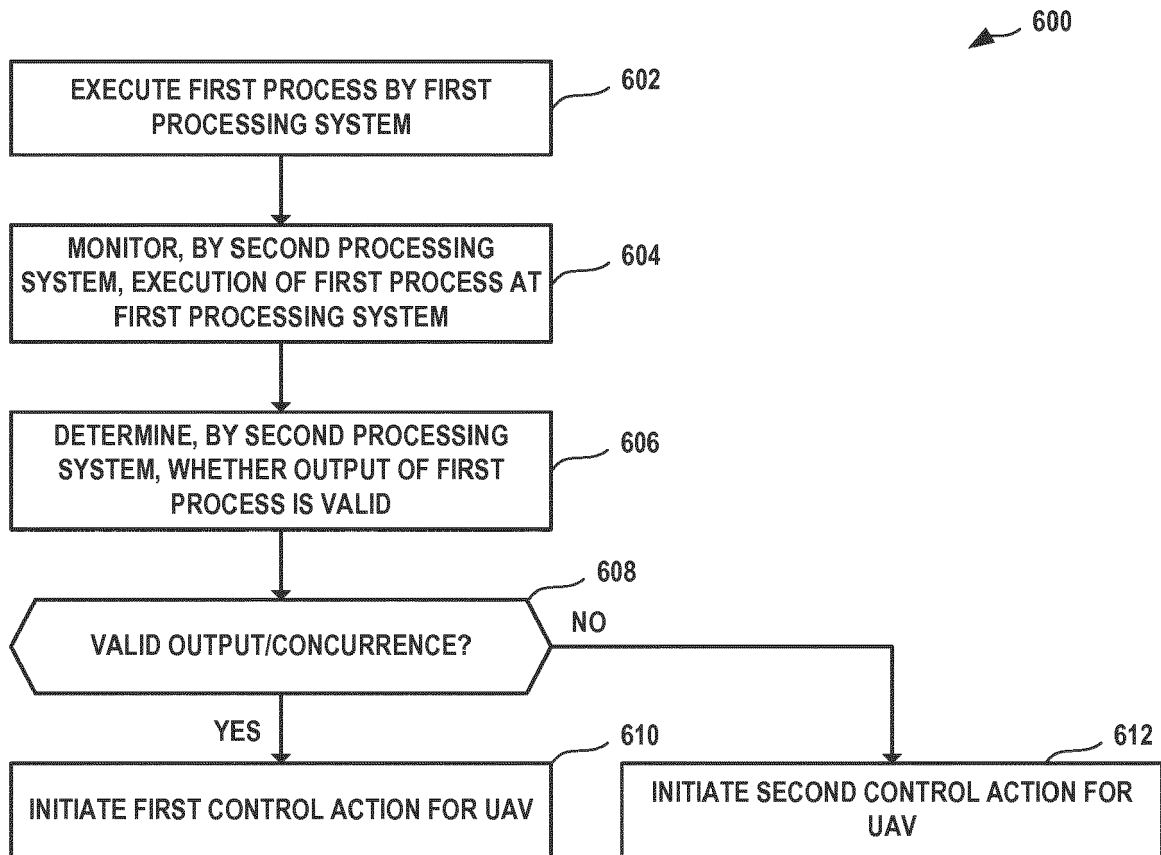 600
EXECUTE FIRST PROCESS BY FIRST
PROCESSING SYSTEM
602
MONITOR, BY SECOND PROCESSING
SYSTEM, EXECUTION OF FIRST PROCESS AT
FIRST PROCESSING SYSTEM
604
DETERMINE, BY SECOND PROCESSING
SYSTEM, WHETHER OUTPUT OF FIRST
PROCESS IS VALID
606
608
VALID OUTPUT/CONCURRENCE?
NO
YES
610
INITIATE FIRST CONTROL ACTION FOR UAV
612
INITIATE SECOND CONTROL ACTION FOR
UAV